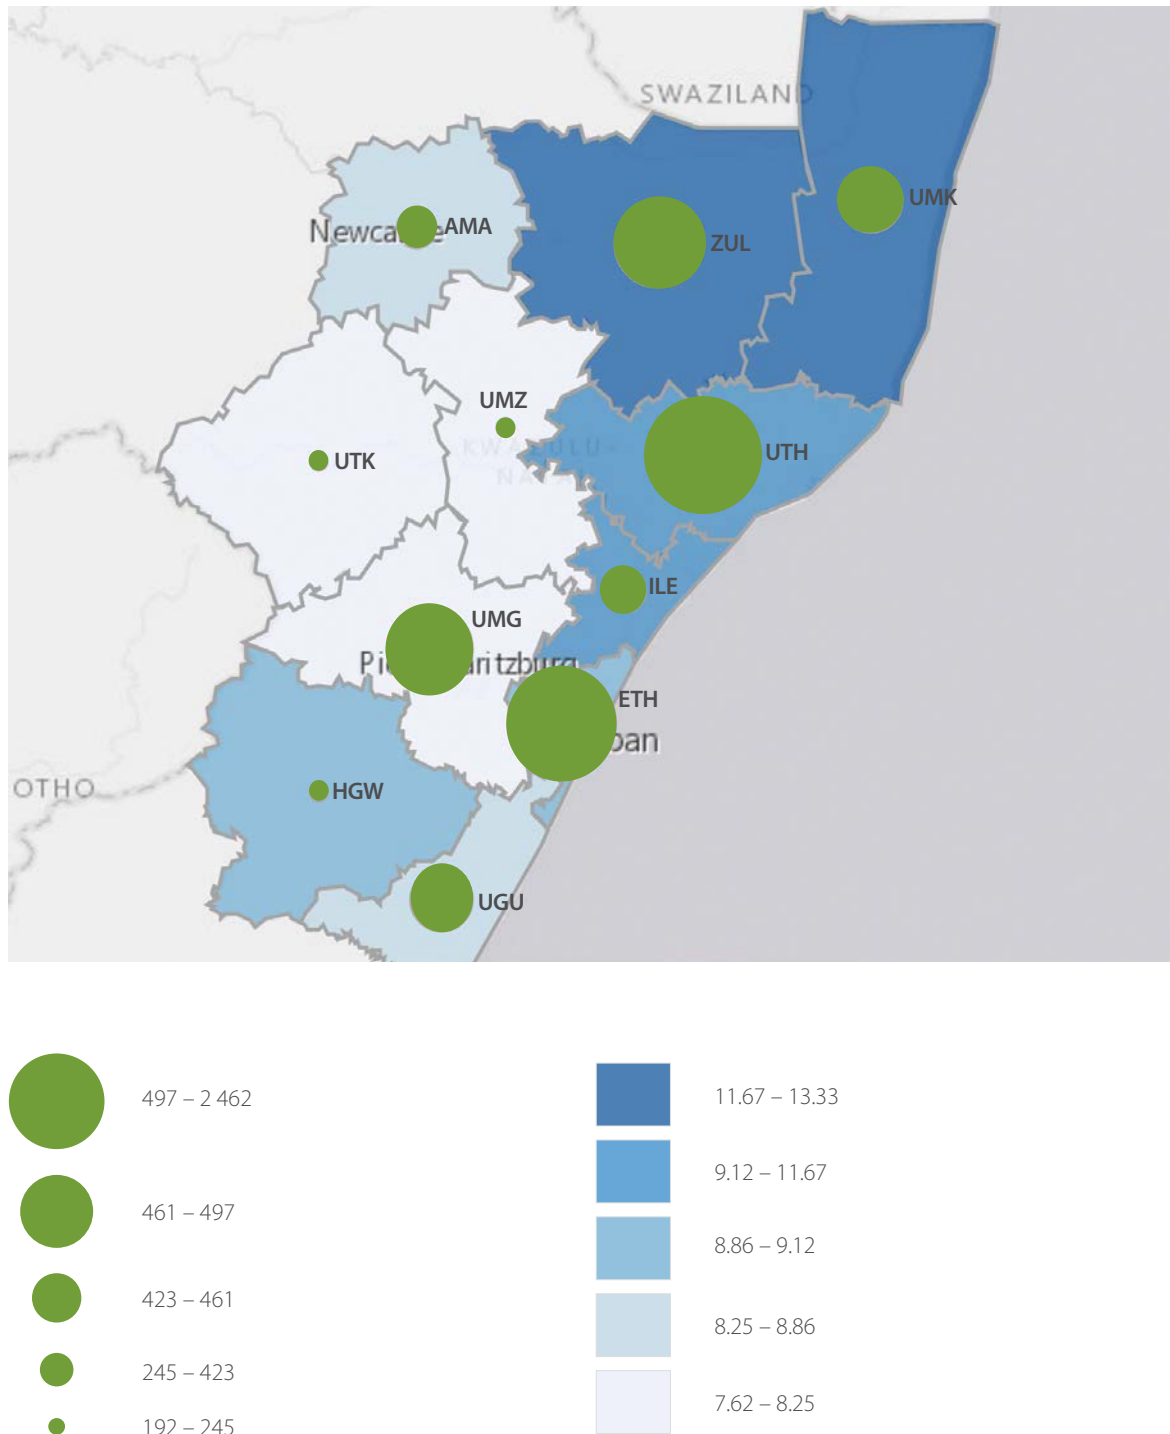 SWAZILAND
UMK
AMA
ZUL
UMZ
UTK
UTH
ILE
UMG
ETH
OTHO
HGW
UGU
497 – 2 462
461 – 497
423 – 461
245 – 423
192 – 245
11.67 – 13.33
9.12 – 11.67
8.86 – 9.12
8.25 – 8.86
7.62 – 8.25